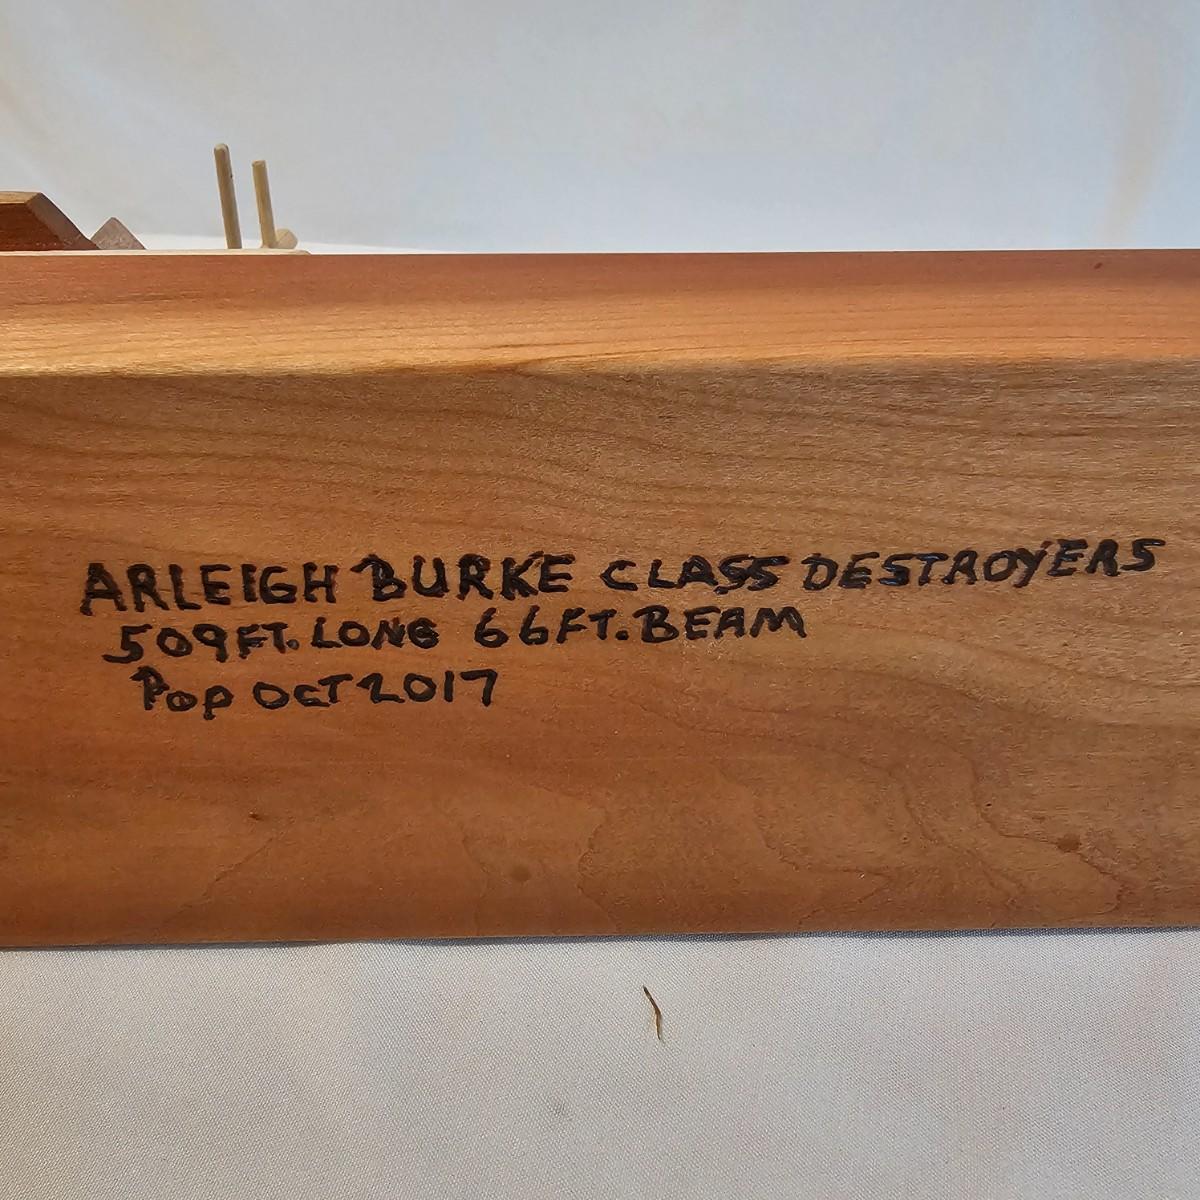 ARLEIGH BURKE CLASS DESTROYERS
509FT. LONG 66FT. BEAM
POP OCT 2017